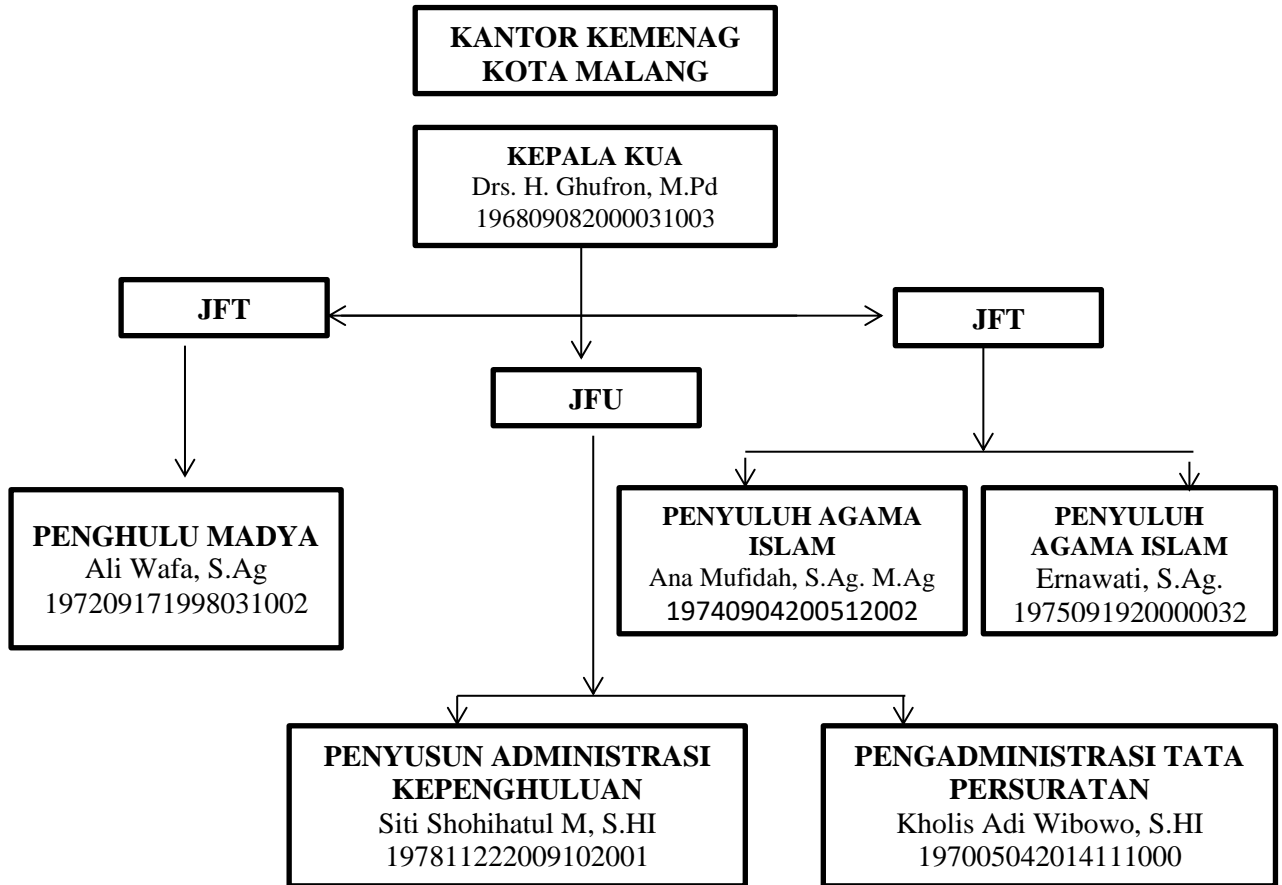 KANTOR KEMENAG
KOTA MALANG
KEPALA KUA
Drs. H. Ghufron, M.Pd
196809082000031003
JFT
JFT
JFU
PENGHULU MADYA
Ali Wafa, S.Ag
197209171998031002
PENYULUH AGAMA
ISLAM
Ana Mufidah, S.Ag. M.Ag
19740904200512002
PENYULUH
AGAMA ISLAM
Ernawati, S.Ag.
1975091920000032
PENYUSUN ADMINISTRASI
KEPENGHULUAN
Siti Shohihatul M, S.HI
197811222009102001
PENGADMINISTRASI TATA
PERSURATAN
Kholis Adi Wibowo, S.HI
197005042014111000